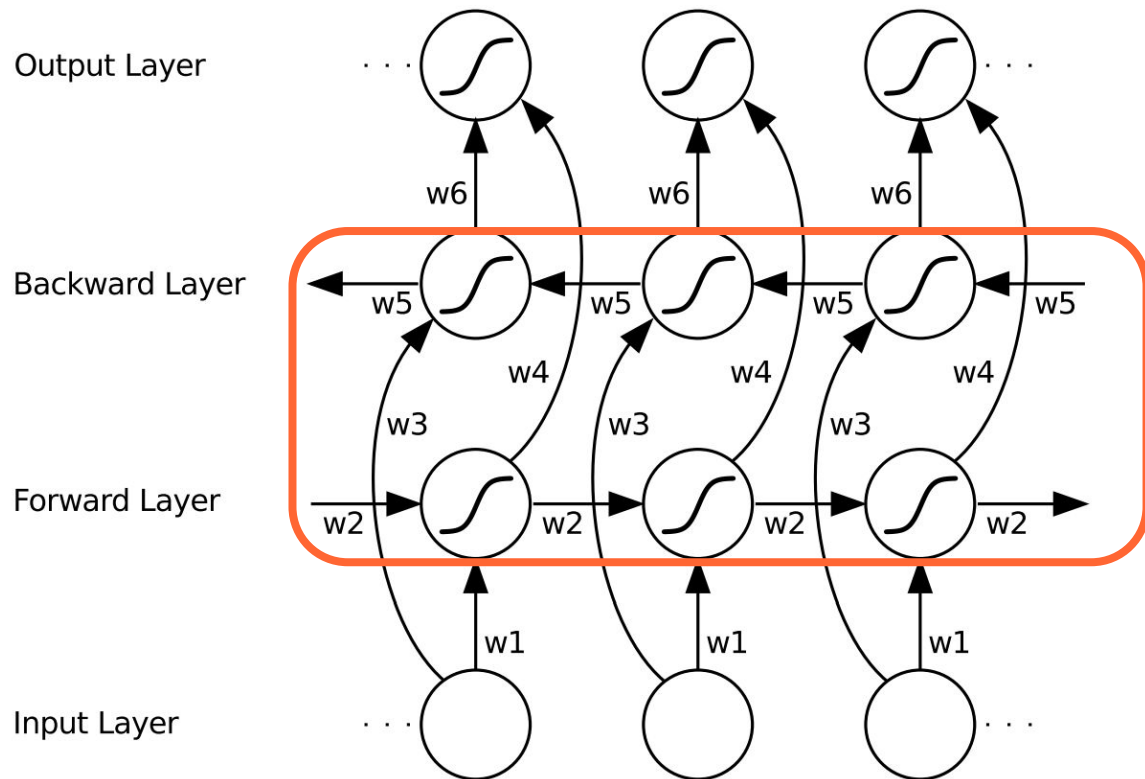 Output Layer . . . . . .
w6 w6 w6
Backward Layer
w5 w5 w5 w5
w4 w4 w4
w3 w3 w3
Forward Layer
w2 w2 w2 w2
w1 w1 w1
Input Layer . . . . . .